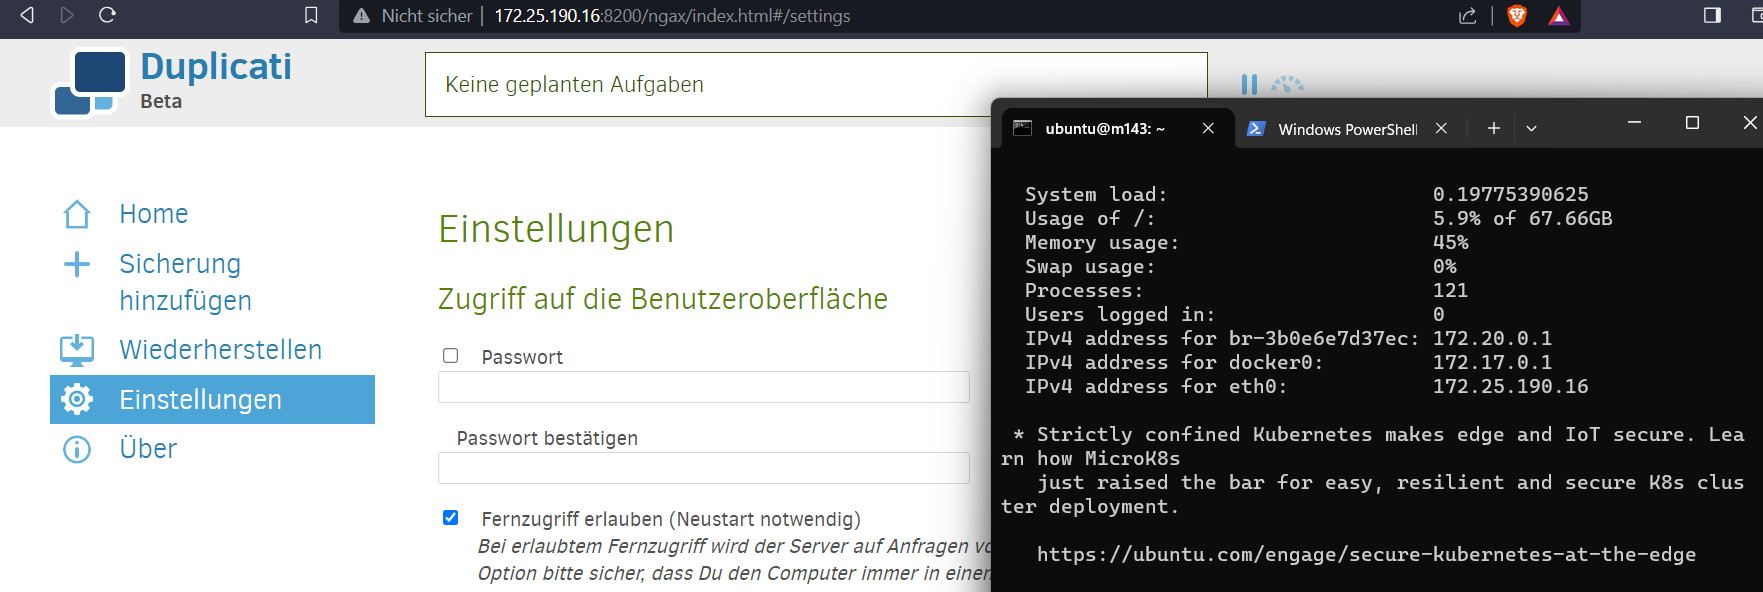 Nicht sicher | 172.25.190.16:8200/ngax/index.html#/settings
Duplicati
Beta
Keine geplanten Aufgaben
Home
Sicherung
hinzufügen
Wiederherstellen
Einstellungen
Über
Einstellungen
Zugriff auf die Benutzeroberfläche
Passwort
Passwort bestätigen
Fernzugriff erlauben (Neustart notwendig)
Bei erlaubtem Fernzugriff wird der Server auf Anfragen
Option bitte sicher, dass Du den Computer immer in
ubuntu@m143: ~
Windows PowerShell
System load: 0.19775390625
Usage of /: 5.9% of 67.66GB
Memory usage: 45%
Swap usage: 0%
Processes: 121
Users logged in: 0
IPv4 address for br-3b0e6e7d37ec: 172.20.0.1
IPv4 address for docker0: 172.17.0.1
IPv4 address for eth0: 172.25.190.16
* Strictly confined Kubernetes makes edge and IoT secure. Lea
rn how MicroK8s
just raised the bar for easy, resilient and secure K8s clus
ter deployment.
https://ubuntu.com/engage/secure-kubernetes-at-the-edge